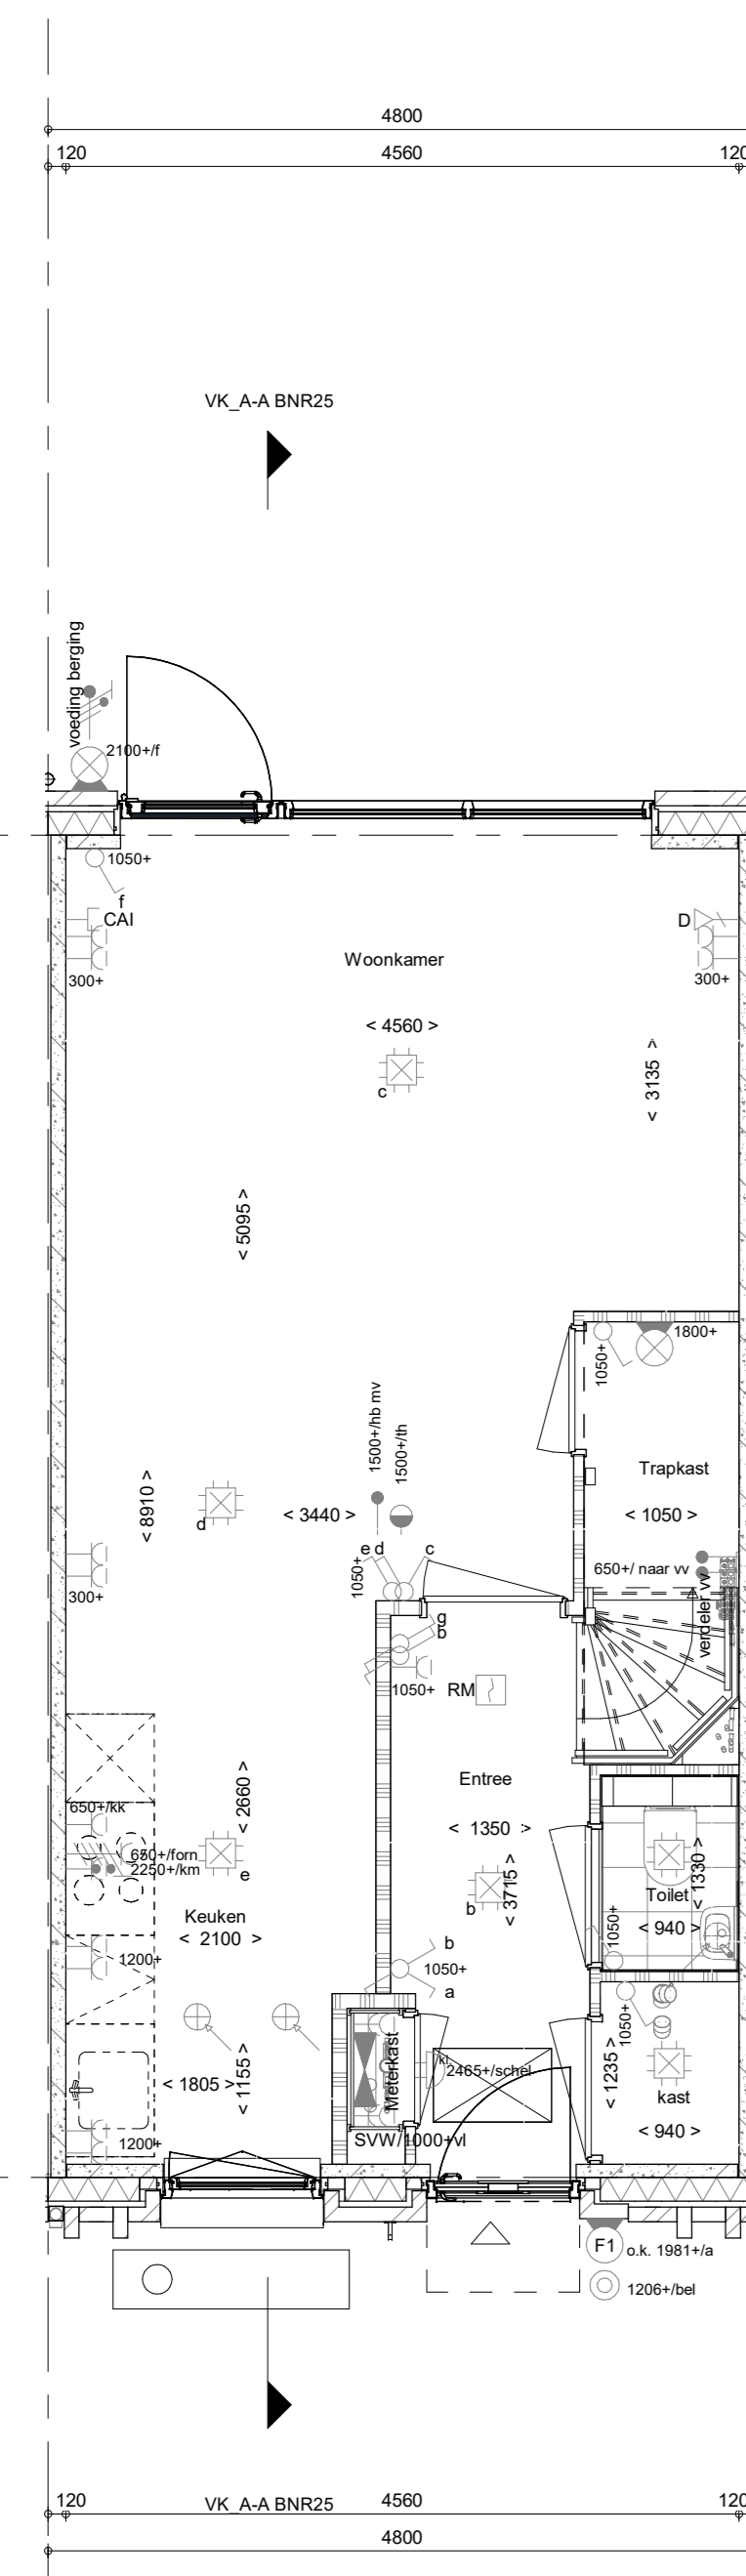 4800
120 4560 120
VK_A-A BNR25
voeding berging
2100+/f
1050+
f
CAI
D
300+
300+
Woonkamer
< 4560 >
c
< 3135 >
< 5095 >
1050+
1800+
Trapkast
< 1050 >
1500+/hb mv
1500+/th
< 8910 >
d
< 3440 >
300+
1050+
e d
c
650+/ naar vv
verdeler vv
g
b
1050+
RM
Entree
< 1350 >
< 2660 >
650+/kk
650+/forn
2250+/km
e
Keuken
< 2100 >
< 3715 >
b
< 1330 >
Toilet
< 940 >
1050+
1200+
b
1050+
a
1050+
< 1805 >
< 1155 >
Meterkast
2465+/schel
< 1235 >
kast
< 940 >
1200+
SVW/1000+vl
F1 o.k. 1981+/a
1206+/bel
120 VK_A-A BNR25 4560 120
4800